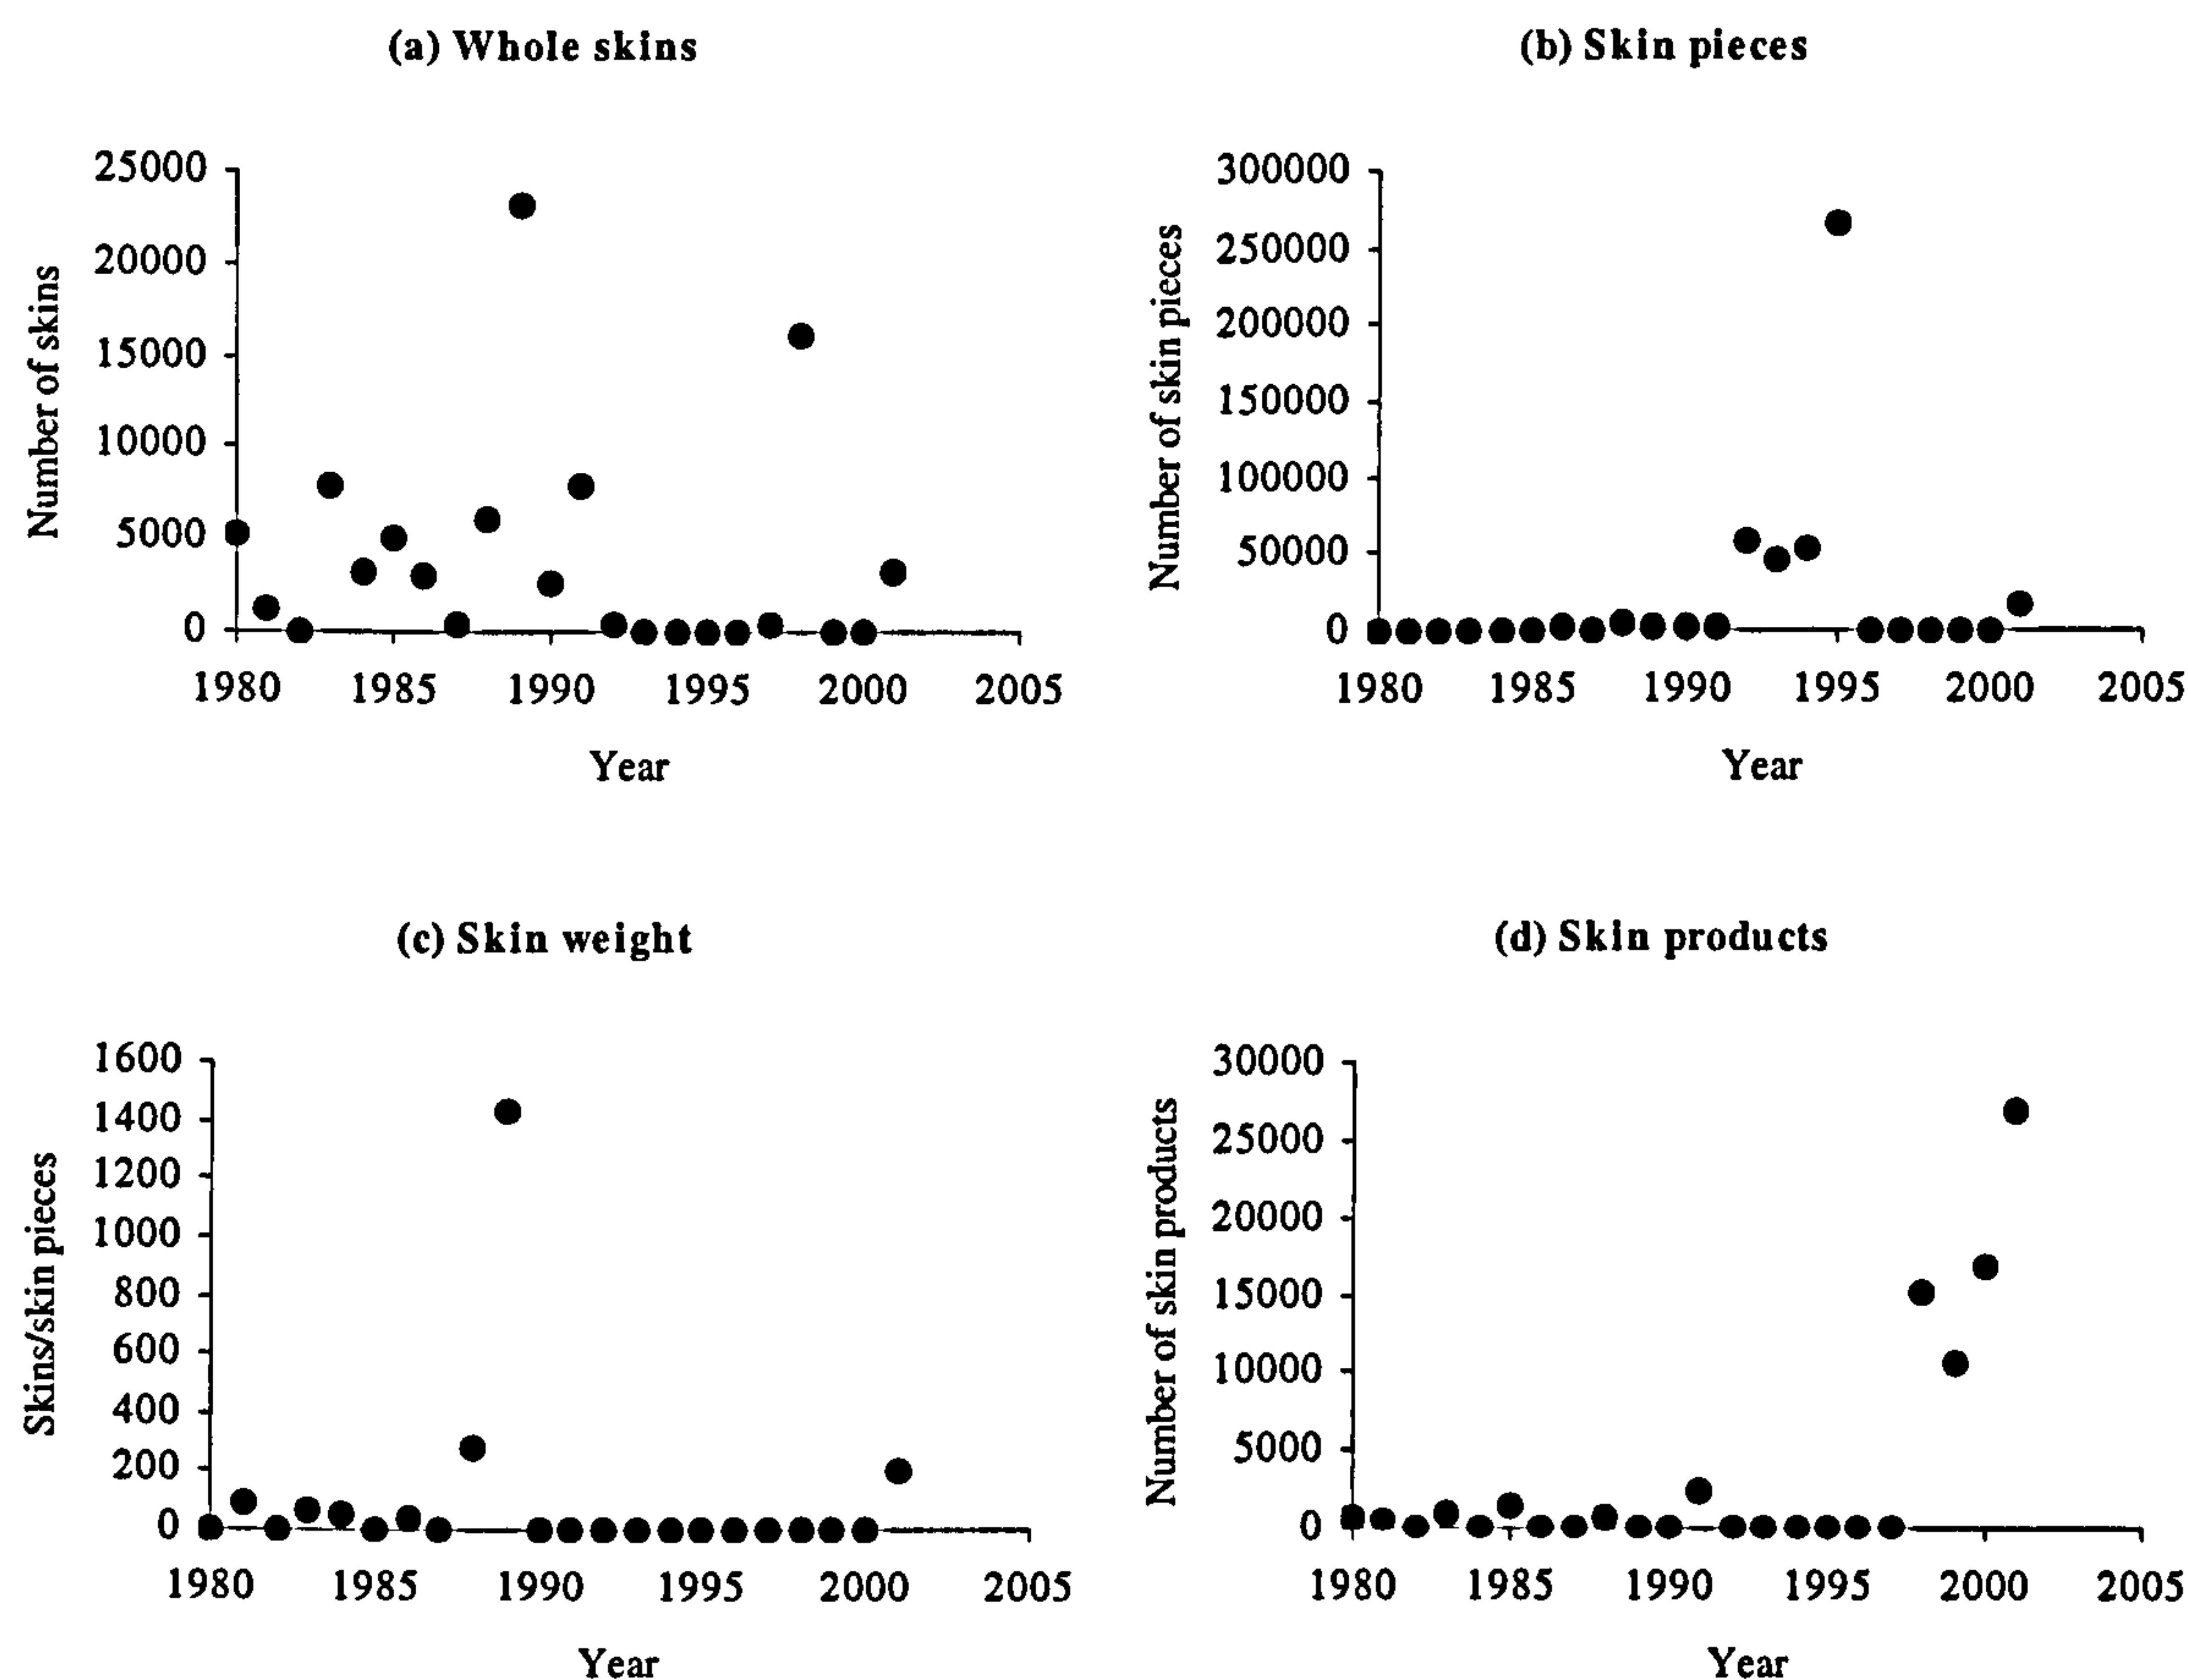 (a) Whole skins
Number of skins
25000
20000
15000
10000
5000
0
1980 1985 1990 1995 2000 2005
Year
(b) Skin pieces
Number of skin pieces
300000
250000
200000
150000
100000
50000
0
1980 1985 1990 1995 2000 2005
Year
(c) Skin weight
Skins/skin pieces
1600
1400
1200
1000
800
600
400
200
0
1980 1985 1990 1995 2000 2005
Year
(d) Skin products
Number of skin products
30000
25000
20000
15000
10000
5000
0
1980 1985 1990 1995 2000 2005
Year